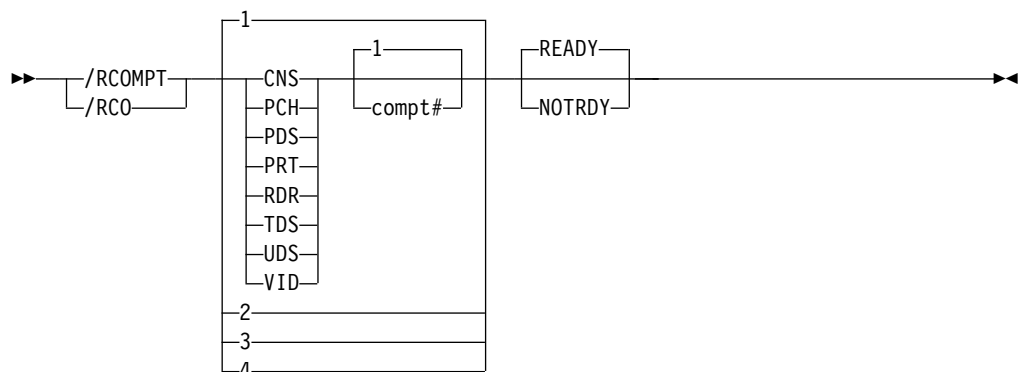 1
1 READY
/RCOMPT CNS
/RCO PCH compt# NOTRDY
PDS
PRT
RDR
TDS
UDS
VID
2
3
4